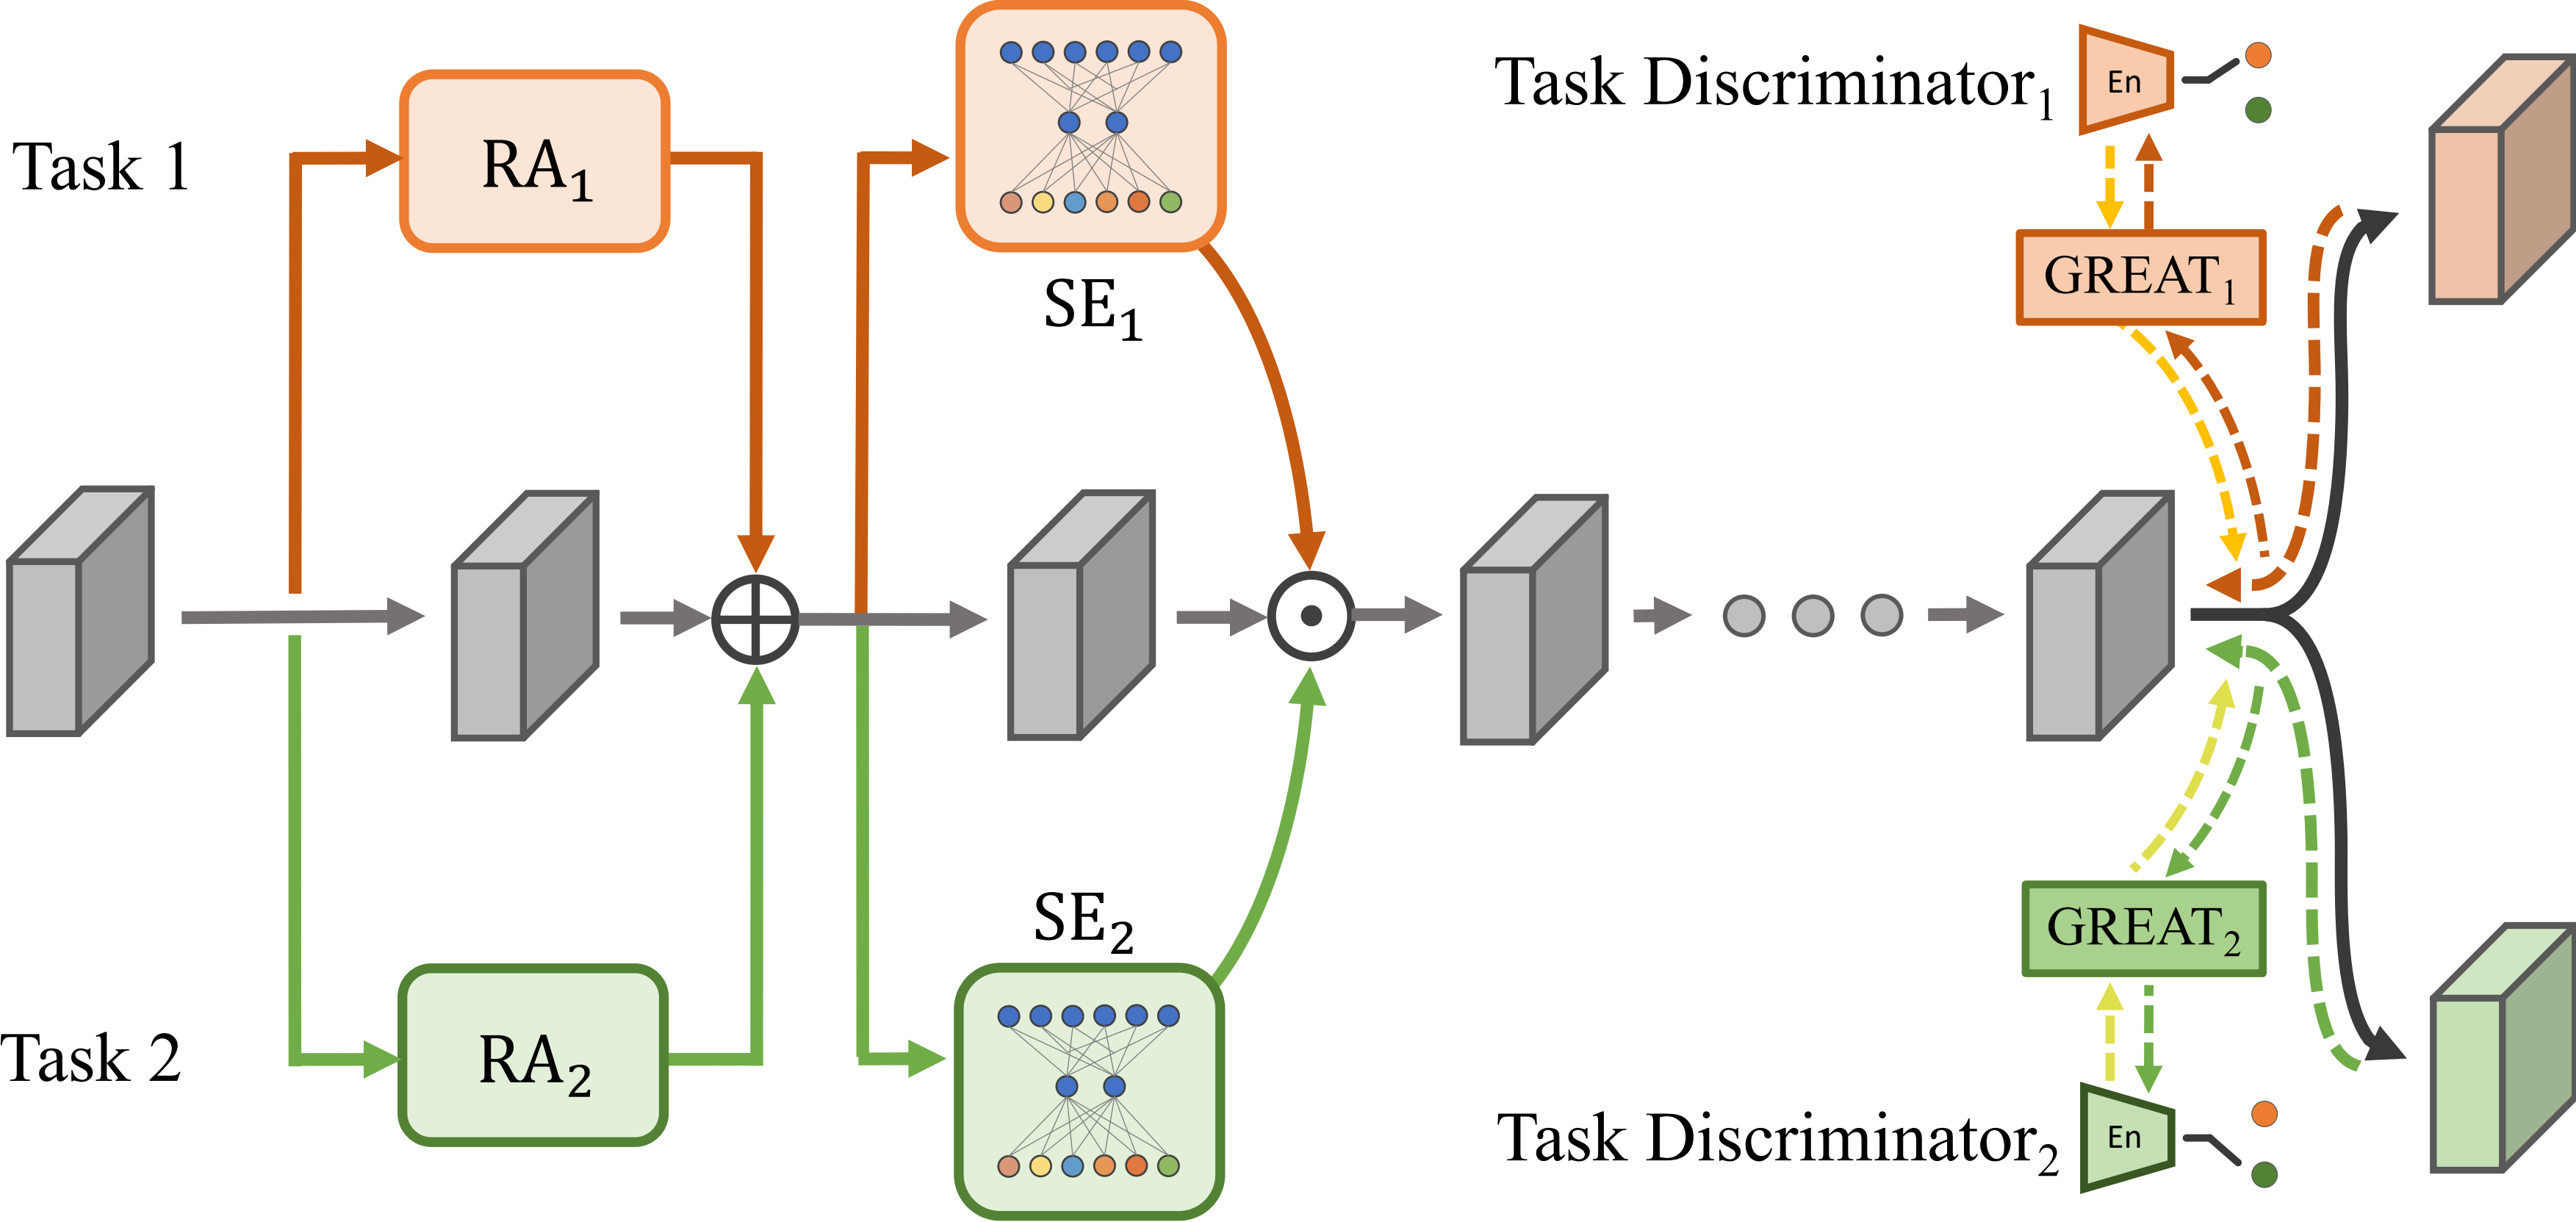 Task 1
RA₁
SE₁
Task Discriminator₁
En
GREAT₁
SE₂
GREAT₂
Task 2
RA₂
Task Discriminator₂
En